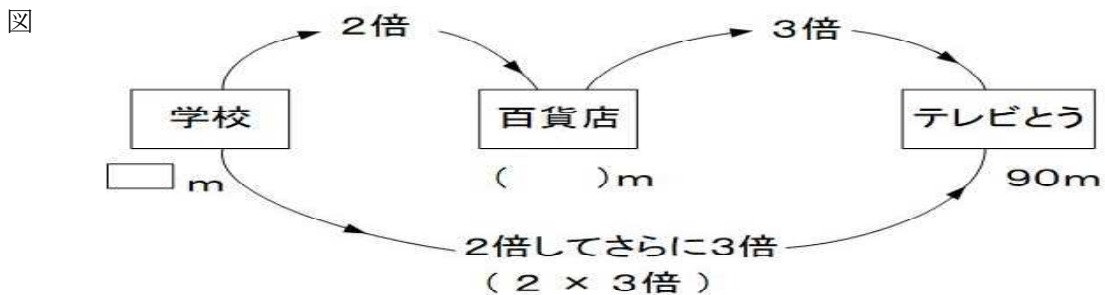 図
2倍
3倍
学校
百貨店
テレビとう
m
(　　)m
90m
2倍してさらに3倍
(2 × 3倍)